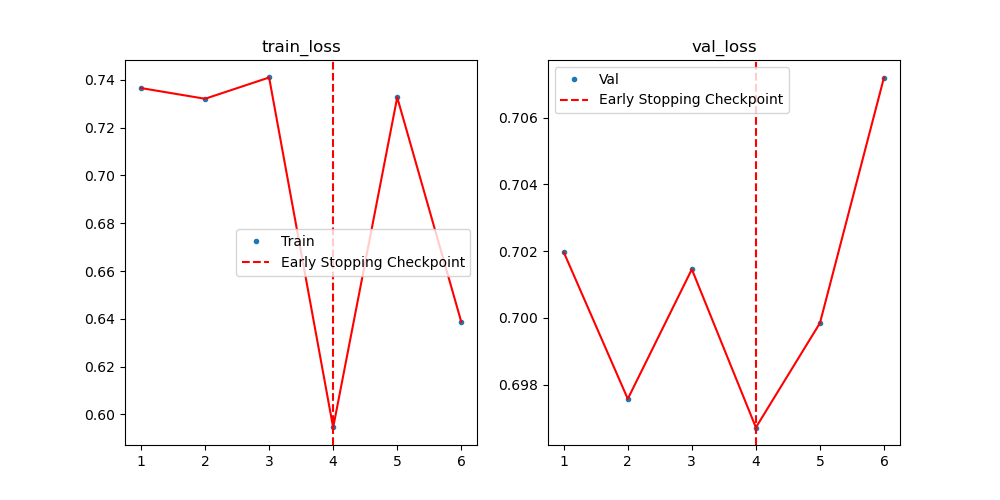 train_loss
0.74
0.72
0.70
0.68
0.66
0.64
0.62
0.60
Train
Early Stopping Checkpoint
1 2 3 4 5 6
val_loss
0.706
0.704
0.702
0.700
0.698
Val
Early Stopping Checkpoint
1 2 3 4 5 6